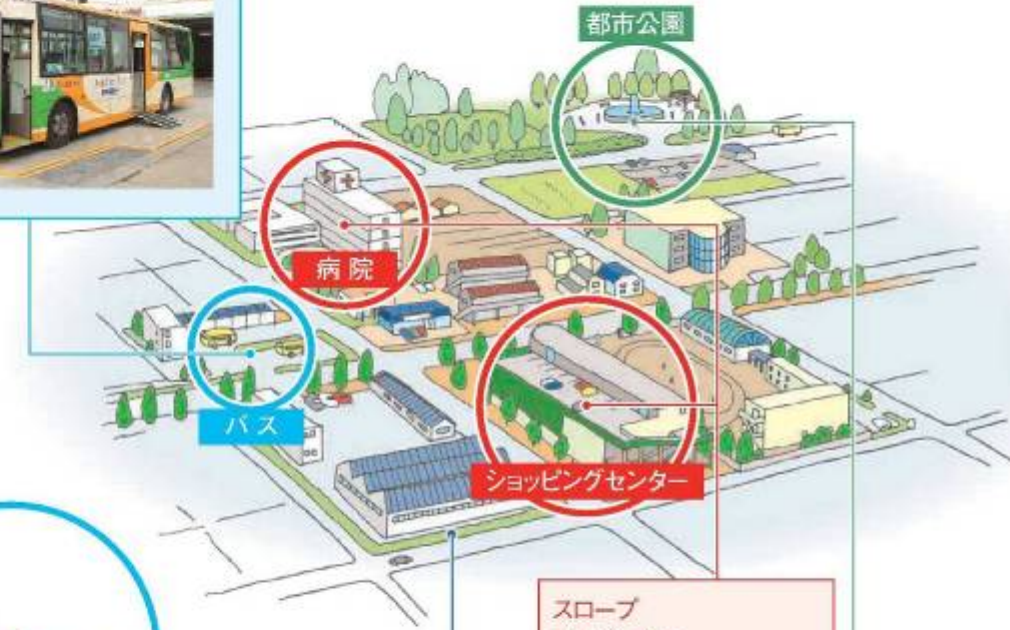 都市公園
病院
バス
ショッピングセンター
スロープ